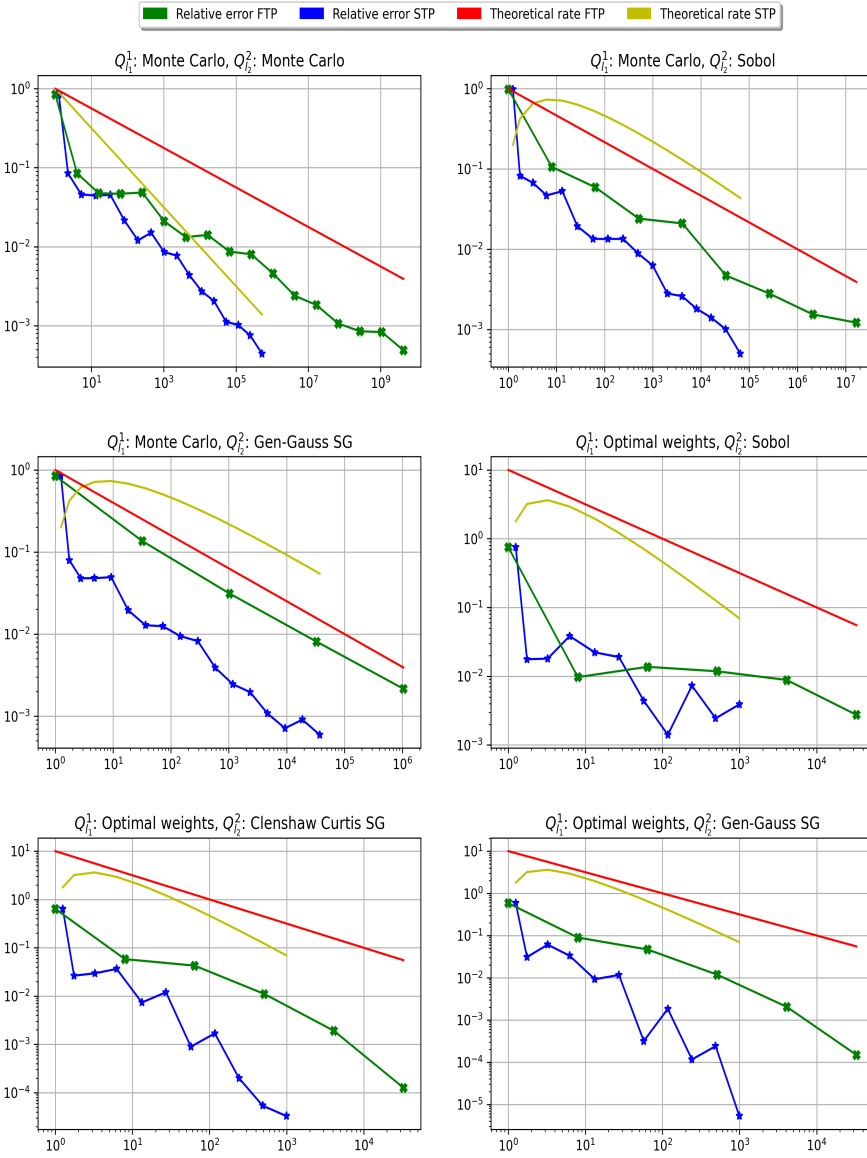 Relative error FTP Relative error STP Theoretical rate FTP Theoretical rate STP
Q^1_{l_1}: Monte Carlo, Q^2_{l_2}: Monte Carlo
10^0
10^{-1}
10^{-2}
10^{-3}
10^1 10^3 10^5 10^7 10^9
Q^1_{l_1}: Monte Carlo, Q^2_{l_2}: Sobol
10^0
10^{-1}
10^{-2}
10^{-3}
10^0 10^1 10^2 10^3 10^4 10^5 10^6 10^7
Q^1_{l_1}: Monte Carlo, Q^2_{l_2}: Gen-Gauss SG
10^0
10^{-1}
10^{-2}
10^{-3}
10^0 10^1 10^2 10^3 10^4 10^5 10^6
Q^1_{l_1}: Optimal weights, Q^2_{l_2}: Sobol
10^1
10^0
10^{-1}
10^{-2}
10^{-3}
10^0 10^1 10^2 10^3 10^4
Q^1_{l_1}: Optimal weights, Q^2_{l_2}: Clenshaw Curtis SG
10^1
10^0
10^{-1}
10^{-2}
10^{-3}
10^{-4}
10^0 10^1 10^2 10^3 10^4
Q^1_{l_1}: Optimal weights, Q^2_{l_2}: Gen-Gauss SG
10^1
10^0
10^{-1}
10^{-2}
10^{-3}
10^{-4}
10^{-5}
10^0 10^1 10^2 10^3 10^4